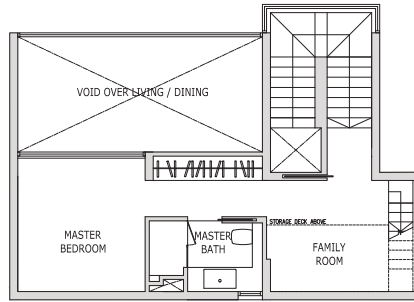 VOID OVER LIVING / DINING
STORAGE DECK ABOVE
MASTER
BEDROOM
MASTER
BATH
FAMILY
ROOM